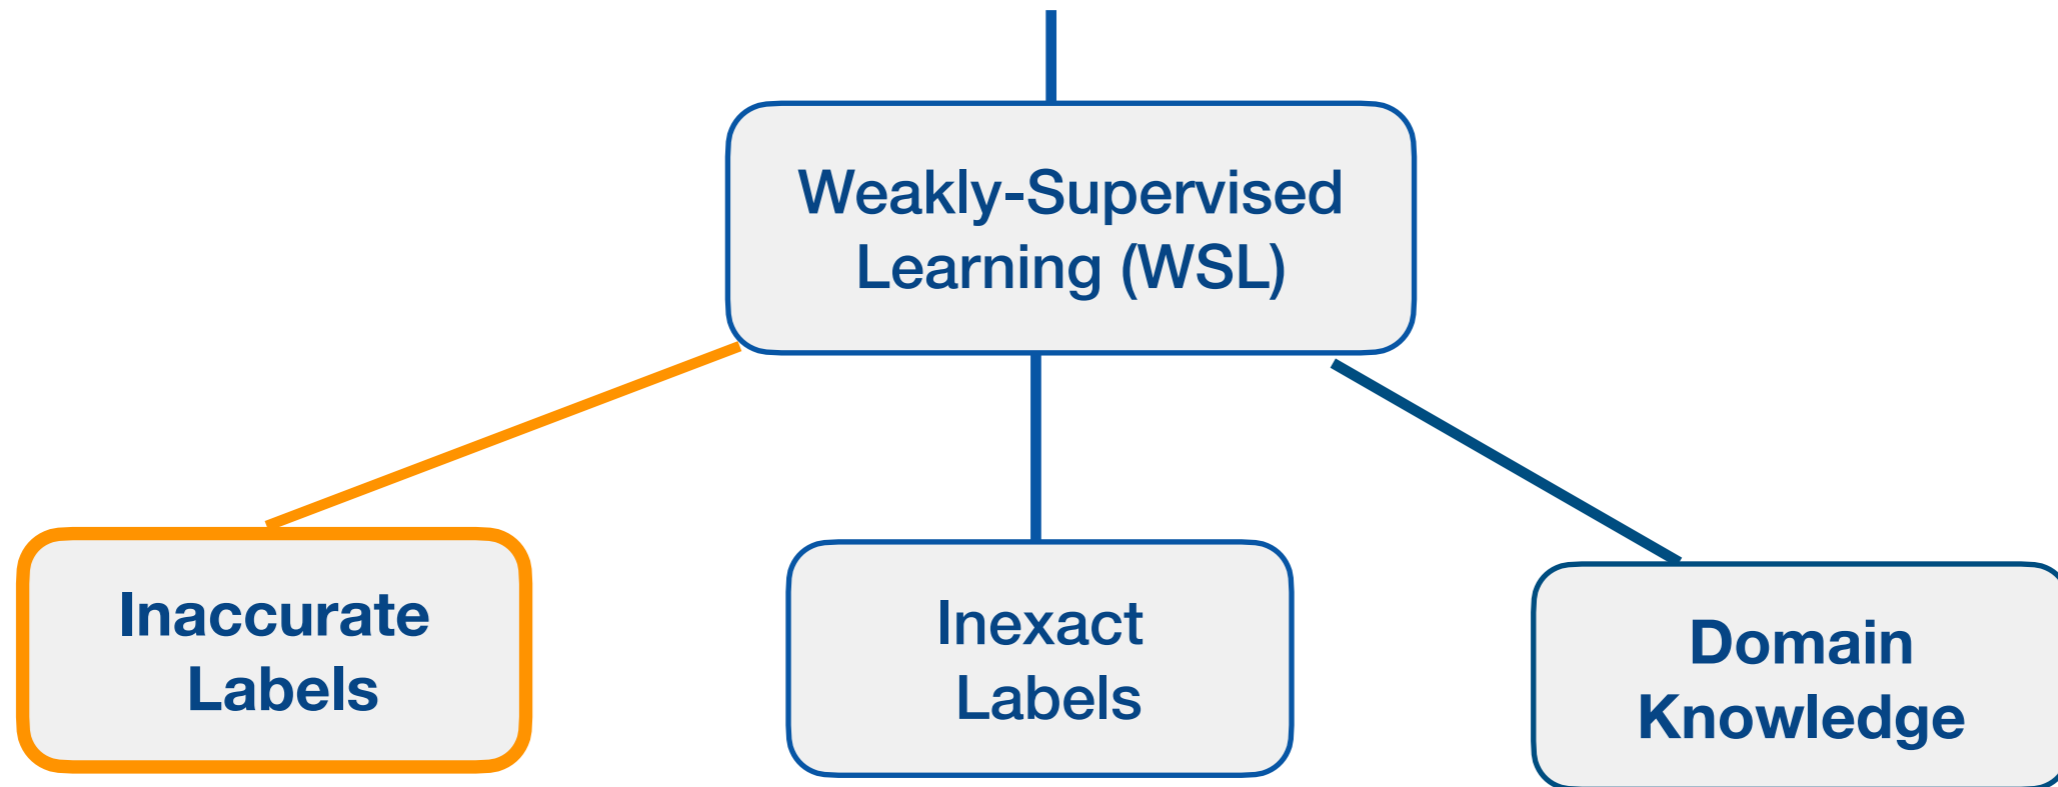 Weakly-Supervised
Learning (WSL)
Inaccurate
Labels
Inexact
Labels
Domain
Knowledge